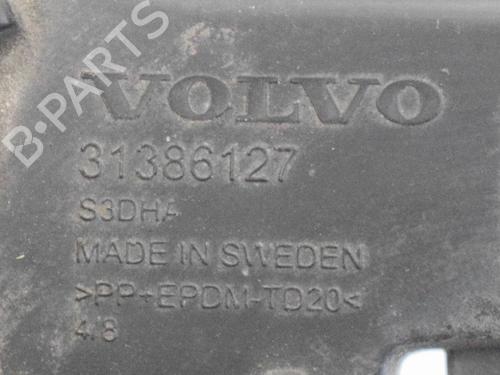 B·PARTS
VOLVO
31386127
S3DHA
MADE IN SWEDEN
>PP+EPDM-TD20<
4.8